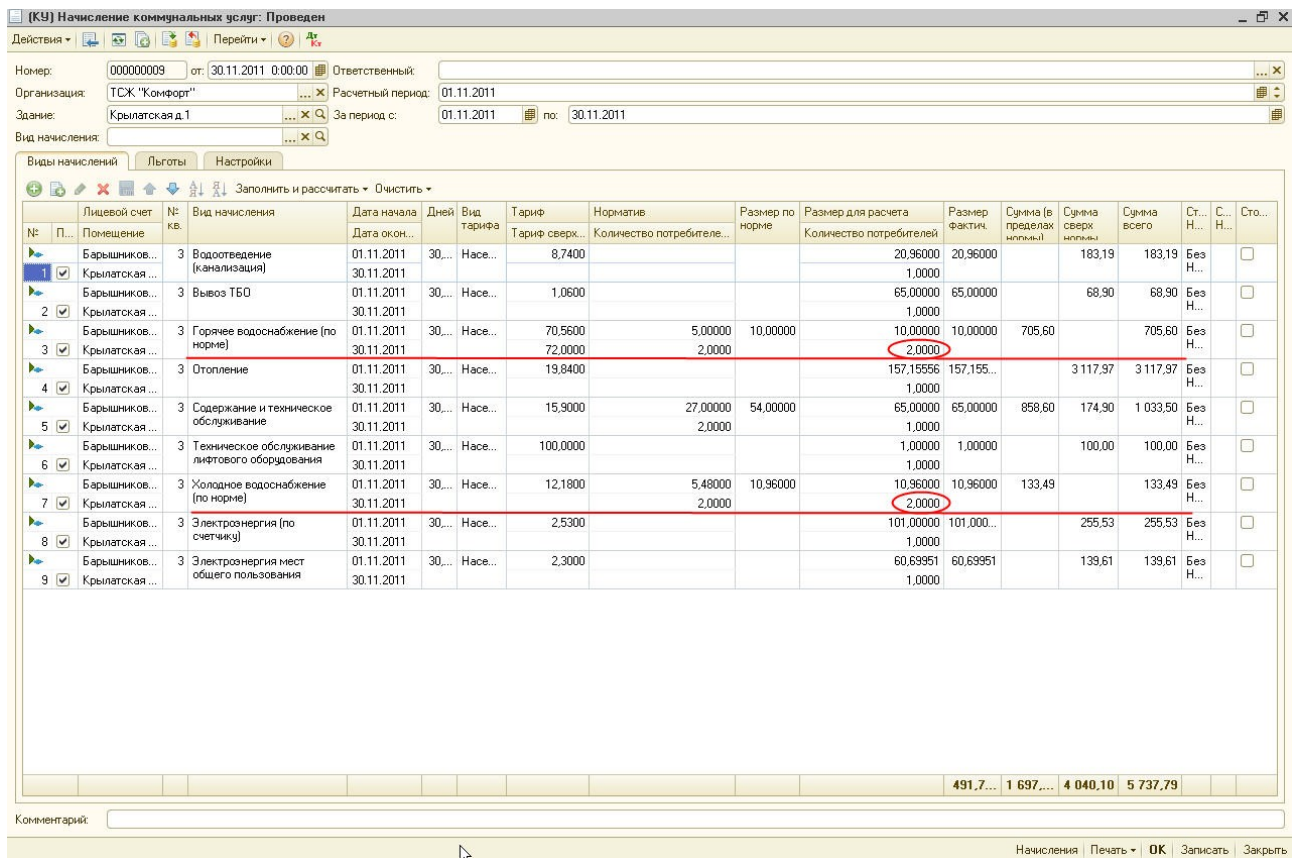 (КУ) Начисление коммунальных услуг: Проведен
Действия Перейти Дт Кт
Номер: 000000009 от: 30.11.2011 0:00:00 Ответственный:
Организация: ТСЖ "Комфорт" ... Расчетный период: 01.11.2011
Здание: Крылатская д.1 ... За период с: 01.11.2011 по: 30.11.2011
Вид начисления: ...
Виды начислений Льготы Настройки
Заполнить и рассчитать Очистить
Лицевой счет № кв. Вид начисления Дата начала Дней Вид тарифа Тариф Норматив Размер по норме Размер для расчета Размер фактич. Сумма (в пределах нормы) Сумма сверх нормы Сумма всего Ст... Н... С... Н... Сто...
№ П... Помещение Дата окон... Тариф сверх... Количество потребителе... Количество потребителей
Барышников... 3 Водоотведение 01.11.2011 30,... Насе... 8,7400 20,96000 20,96000 183,19 183,19 Без
1 Крылатская ... (канализация) 30.11.2011 1,0000 Н...
Барышников... 3 Вывоз ТБО 01.11.2011 30,... Насе... 1,0600 65,00000 65,00000 68,90 68,90 Без
2 Крылатская ... 30.11.2011 1,0000 Н...
Барышников... 3 Горячее водоснабжение (по 01.11.2011 30,... Насе... 70,5600 5,00000 10,00000 10,00000 10,00000 705,60 705,60 Без
3 Крылатская ... норме) 30.11.2011 72,0000 2,0000 2,0000 Н...
Барышников... 3 Отопление 01.11.2011 30,... Насе... 19,8400 157,15556 157,155... 3 117,97 3 117,97 Без
4 Крылатская ... 30.11.2011 1,0000 Н...
Барышников... 3 Содержание и техническое 01.11.2011 30,... Насе... 15,9000 27,00000 54,00000 65,00000 65,00000 858,60 174,90 1 033,50 Без
5 Крылатская ... обслуживание 30.11.2011 2,0000 1,0000 Н...
Барышников... 3 Техническое обслуживание 01.11.2011 30,... Насе... 100,0000 1,00000 1,00000 100,00 100,00 Без
6 Крылатская ... лифтового оборудования 30.11.2011 1,0000 Н...
Барышников... 3 Холодное водоснабжение 01.11.2011 30,... Насе... 12,1800 5,48000 10,96000 10,96000 10,96000 133,49 133,49 Без
7 Крылатская ... (по норме) 30.11.2011 2,0000 2,0000 Н...
Барышников... 3 Электроэнергия (по 01.11.2011 30,... Насе... 2,5300 101,00000 101,000... 255,53 255,53 Без
8 Крылатская ... счетчику) 30.11.2011 1,0000 Н...
Барышников... 3 Электроэнергия мест 01.11.2011 30,... Насе... 2,3000 60,69951 60,69951 139,61 139,61 Без
9 Крылатская ... общего пользования 30.11.2011 1,0000 Н...
491,7... 1 697,... 4 040,10 5 737,79
Комментарий:
Начисления Печать OK Записать Закрыть